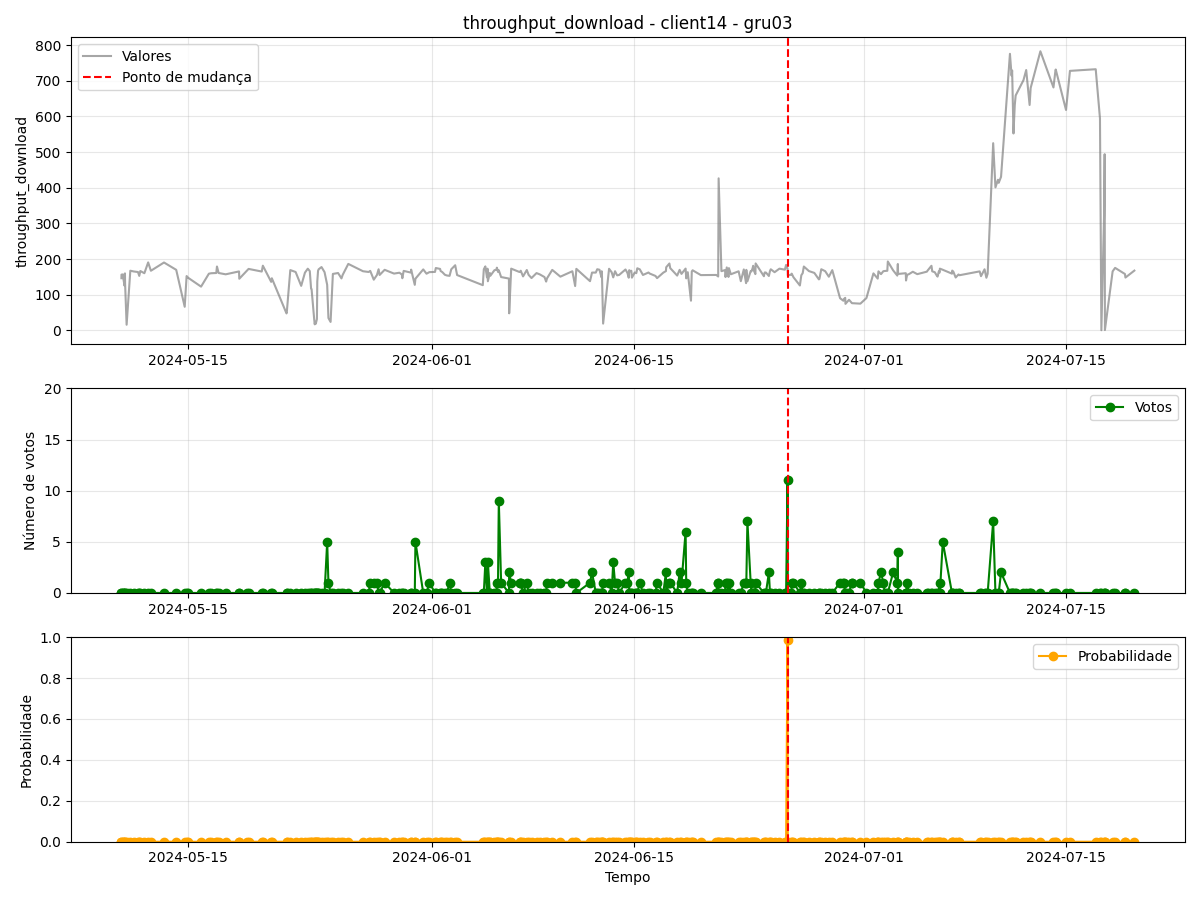 throughput_download - client14 - gru03
Valores
Ponto de mudança
throughput_download
800
700
600
500
400
300
200
100
0
2024-05-15 2024-06-01 2024-06-15 2024-07-01 2024-07-15
Votos
Número de votos
20
15
10
5
0
2024-05-15 2024-06-01 2024-06-15 2024-07-01 2024-07-15
Probabilidade
Probabilidade
1.0
0.8
0.6
0.4
0.2
0.0
2024-05-15 2024-06-01 2024-06-15 2024-07-01 2024-07-15
Tempo